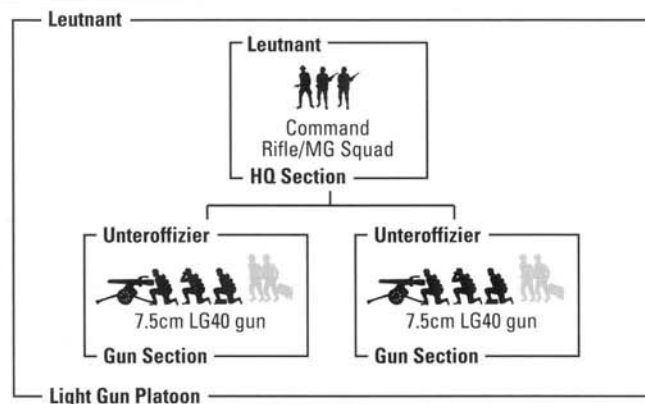 Leutnant
Leutnant
Command
Rifle/MG Squad
HQ Section
Unteroffizier
7.5cm LG40 gun
Gun Section
Unteroffizier
7.5cm LG40 gun
Gun Section
Light Gun Platoon